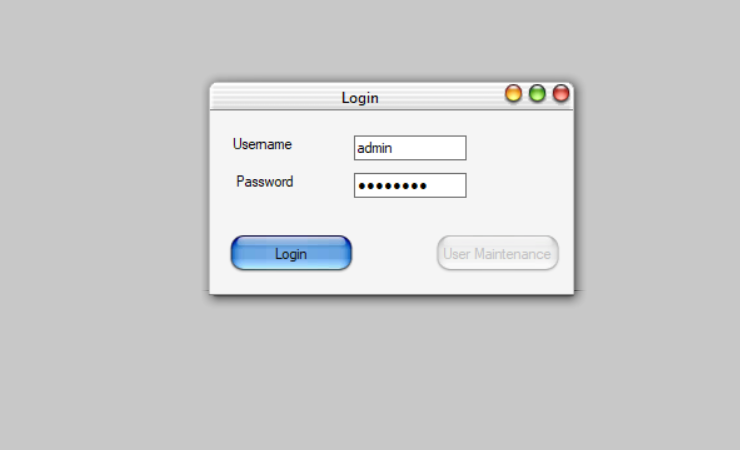 Login
Username
admin
Password
••••••••
Login
User Maintenance